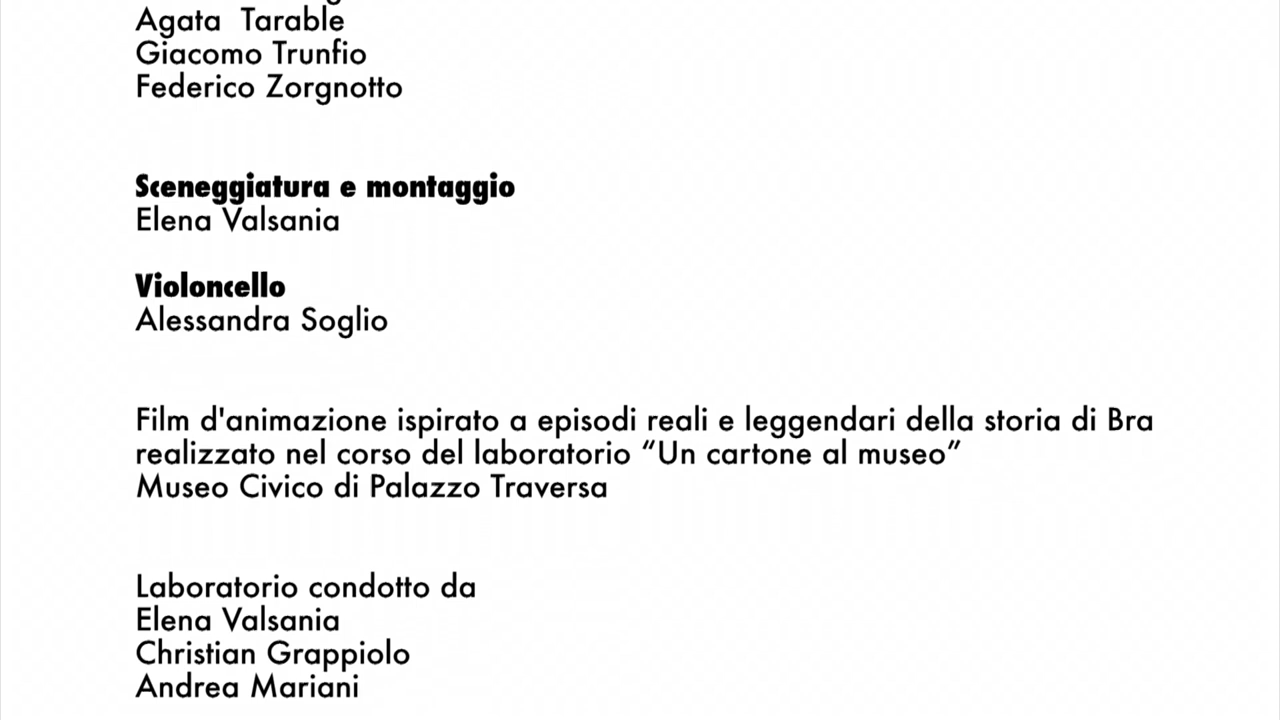 Agata Tarable
Giacomo Trunfio
Federico Zorgnotto
Sceneggiatura e montaggio
Elena Valsania
Violoncello
Alessandra Soglio
Film d'animazione ispirato a episodi reali e leggendari della storia di Bra
realizzato nel corso del laboratorio “Un cartone al museo”
Museo Civico di Palazzo Traversa
Laboratorio condotto da
Elena Valsania
Christian Grappiolo
Andrea Mariani